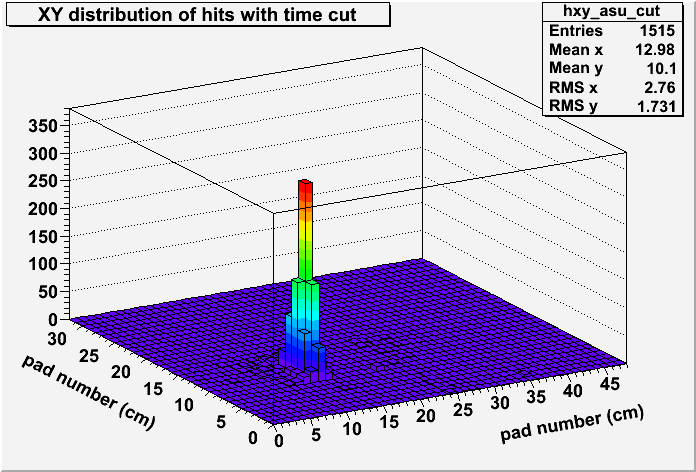 XY distribution of hits with time cut
hxy_asu_cut
Entries 1515
Mean x 12.98
Mean y 10.1
RMS x 2.76
RMS y 1.731
350
300
250
200
150
100
50
0
30
25
20
15
10
5
0
pad number (cm)
0
5
10
15
20
25
30
35
40
45
pad number (cm)